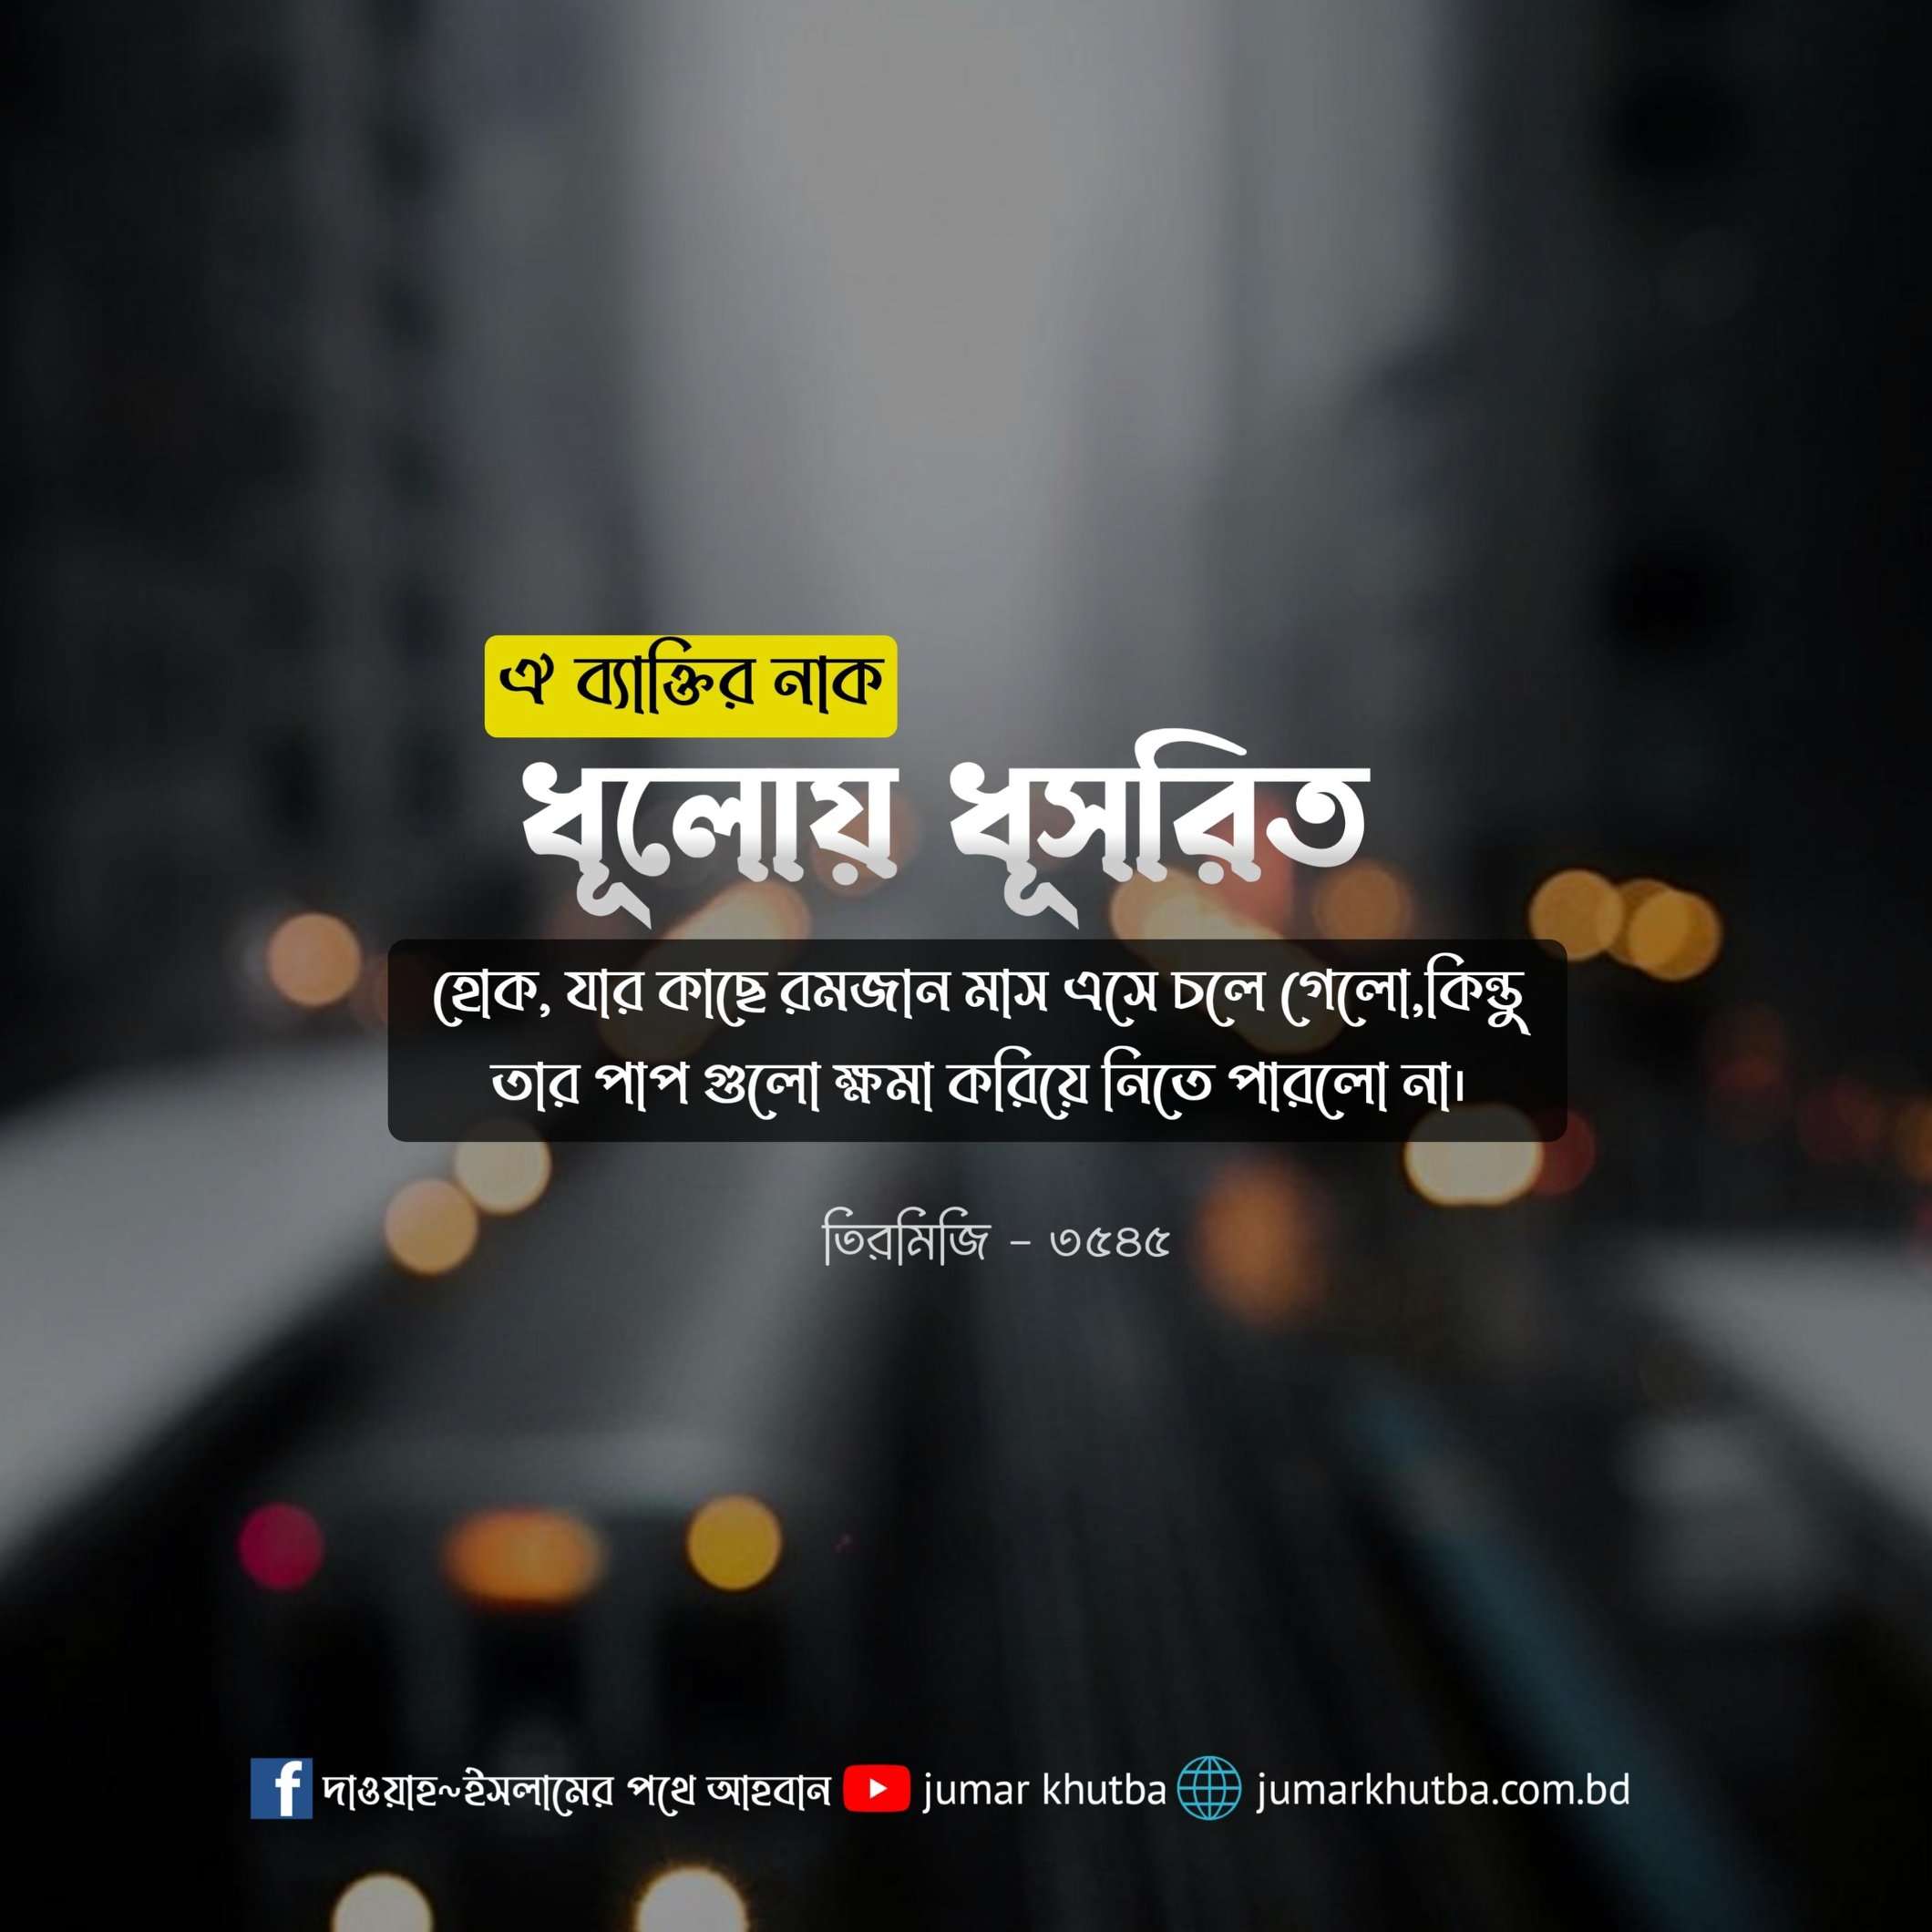 ঐ ব্যাক্তির নাক
ধূলোয় ধূসরিত
হোক, যার কাছে রমজান মাস এসে চলে গেলো,কিন্তু
তার পাপ গুলো ক্ষমা করিয়ে নিতে পারলো না।
তিরমিজি - ৩৫৪৫
দাওয়াহ~ইসলামের পথে আহবান jumar khutba jumarkhutba.com.bd